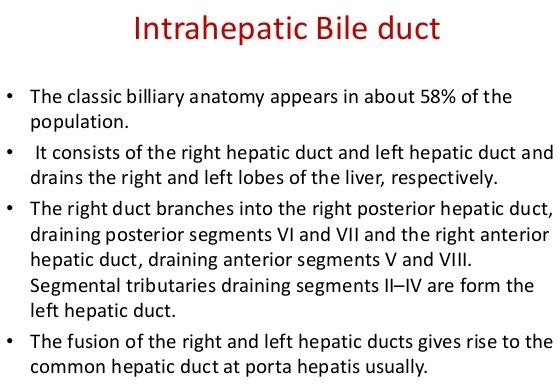 Intrahepatic Bile duct
• The classic billiary anatomy appears in about 58% of the
population.
• It consists of the right hepatic duct and left hepatic duct and
drains the right and left lobes of the liver, respectively.
• The right duct branches into the right posterior hepatic duct,
draining posterior segments VI and VII and the right anterior
hepatic duct, draining anterior segments V and VIII.
Segmental tributaries draining segments II–IV are form the
left hepatic duct.
• The fusion of the right and left hepatic ducts gives rise to the
common hepatic duct at porta hepatis usually.